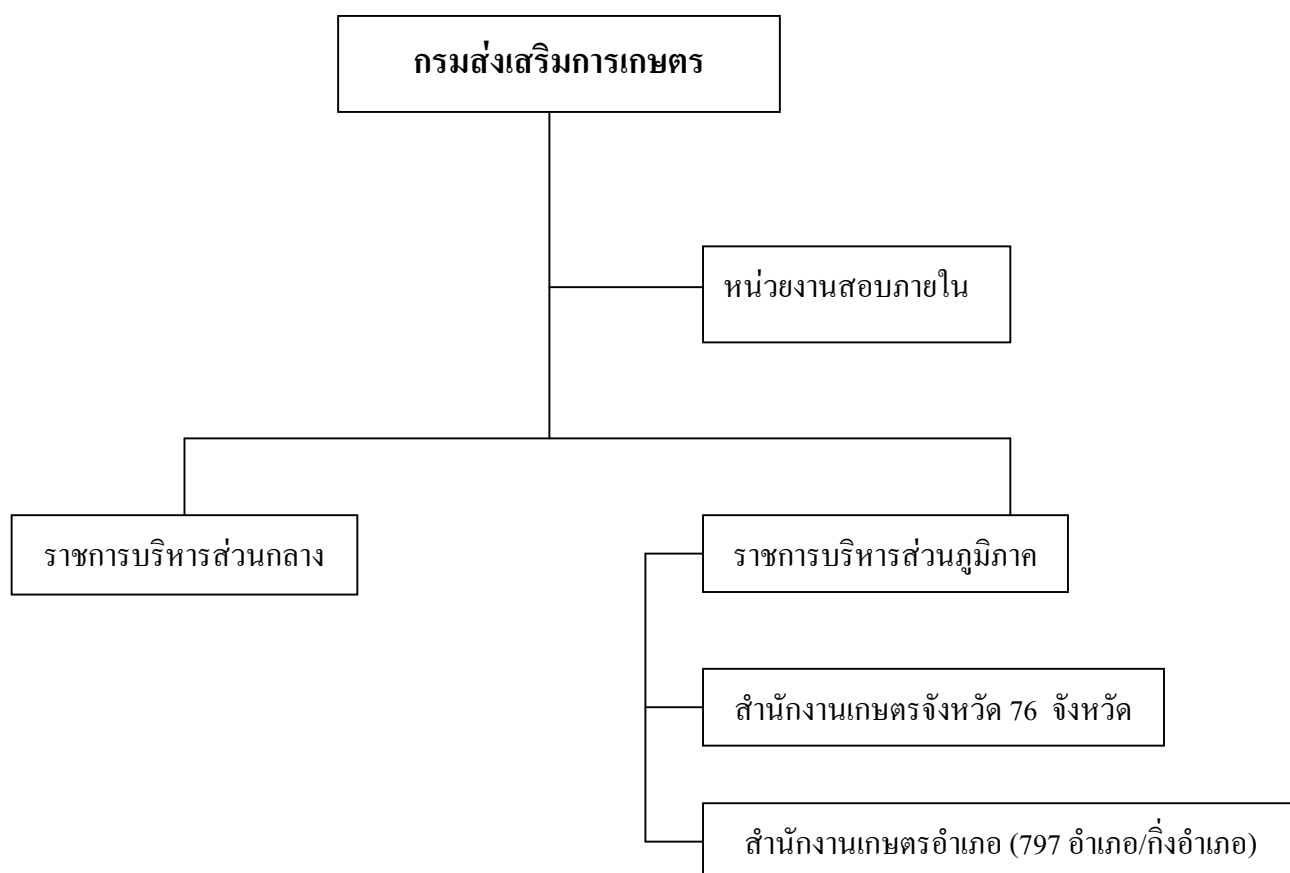 กรมส่งเสริมการเกษตร
หน่วยงานสอบภายใน
ราชการบริหารส่วนกลาง
ราชการบริหารส่วนภูมิภาค
สำนักงานเกษตรจังหวัด 76 จังหวัด
สำนักงานเกษตรอำเภอ (797 อำเภอ/กิ่งอำเภอ)